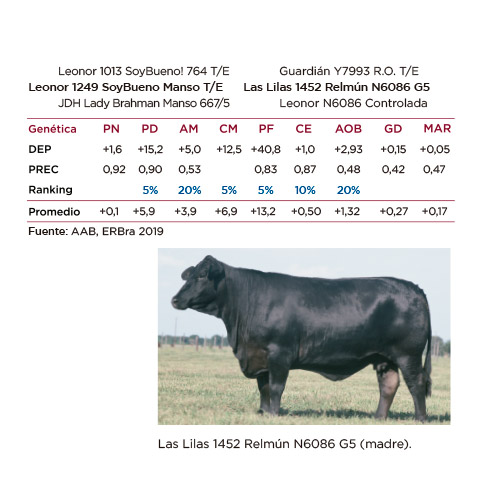 Leonor 1013 SoyBueno! 764 T/E Guardián Y7993 R.O. T/E
Leonor 1249 SoyBueno Manso T/E Las Lilas 1452 Relmún N6086 G5
JDH Lady Brahman Manso 667/5 Leonor N6086 Controlada
Genética PN PD AM CM PF CE AOB GD MAR
DEP +1,6 +15,2 +5,0 +12,5 +40,8 +1,0 +2,93 +0,15 +0,05
PREC 0,92 0,90 0,53 0,83 0,87 0,48 0,42 0,47
Ranking 5% 20% 5% 5% 10% 20%
Promedio +0,1 +5,9 +3,9 +6,9 +13,2 +0,50 +1,32 +0,27 +0,17
Fuente: AAB, ERBra 2019
Las Lilas 1452 Relmún N6086 G5 (madre).